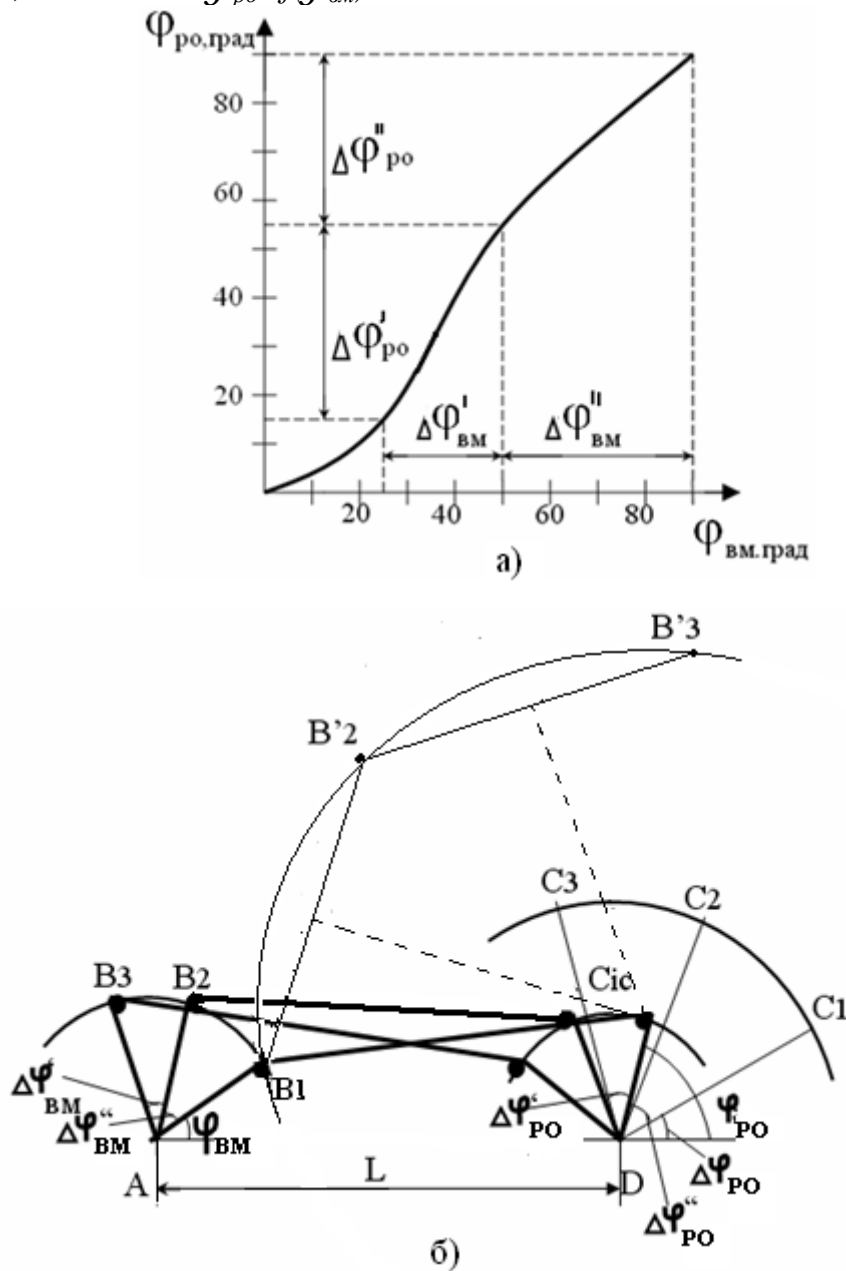 φро,град
80
Δφ"ро
60
40
Δφ'ро
20
Δφ'вм
Δφ"вм
20
40
60
80
φвм.град
а)
B'3
B'2
C3
C2
B3
B2
Cic
C1
B1
Δφ'ВМ
Δφ"ВМ
φВМ
Δφ'РО
φРО
ΔφРО
Δφ"РО
A
L
D
б)